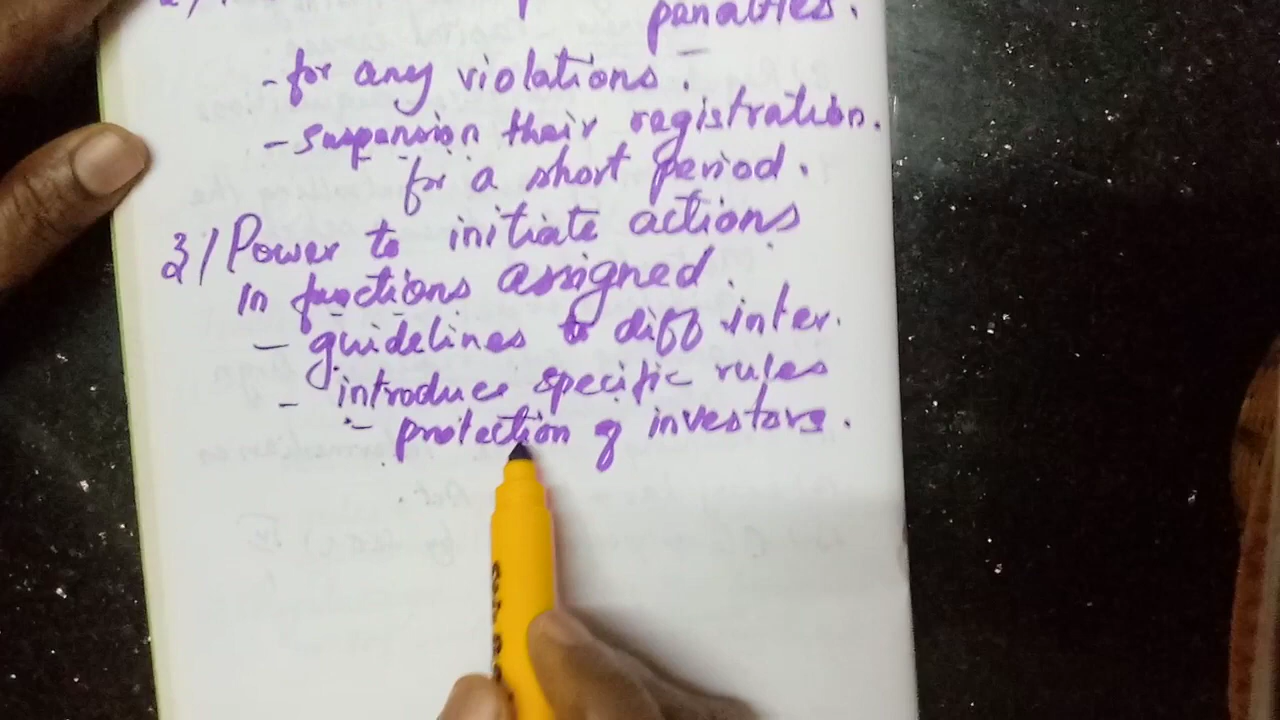 2/
penalties.
- for any violations.
- suspension their registration.
for a short period.
3/ Power to initiate actions
in functions assigned.
- guidelines to diff inter.
- introduce specific rules
- protection of investors.